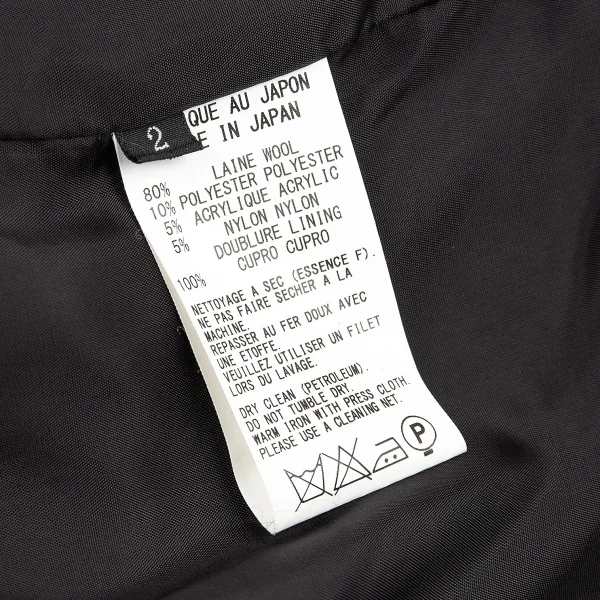 QUE AU JAPON
E IN JAPAN
2
LAINE WOOL
80% POLYESTER POLYESTER
10% ACRYLIQUE ACRYLIC
5% NYLON NYLON
5% DOUBLURE LINING
CUPRO CUPRO
100%
NETTOYAGE A SEC (ESSENCE F).
NE PAS FAIRE SECHER A LA
MACHINE.
REPASSER AU FER DOUX AVEC
UNE ETOFFE.
VEUILLEZ UTILISER UN FILET
LORS DU LAVAGE.
DRY CLEAN (PETROLEUM).
DO NOT TUMBLE DRY.
WARM IRON WITH PRESS CLOTH.
PLEASE USE A CLEANING NET.
P